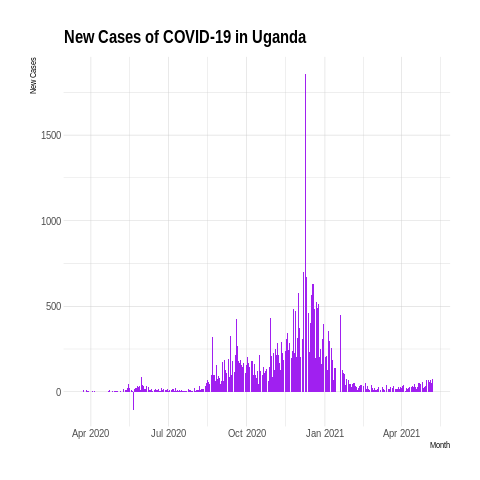 New Cases of COVID-19 in Uganda
New Cases
1500
1000
500
0
Apr 2020 Jul 2020 Oct 2020 Jan 2021 Apr 2021
Month